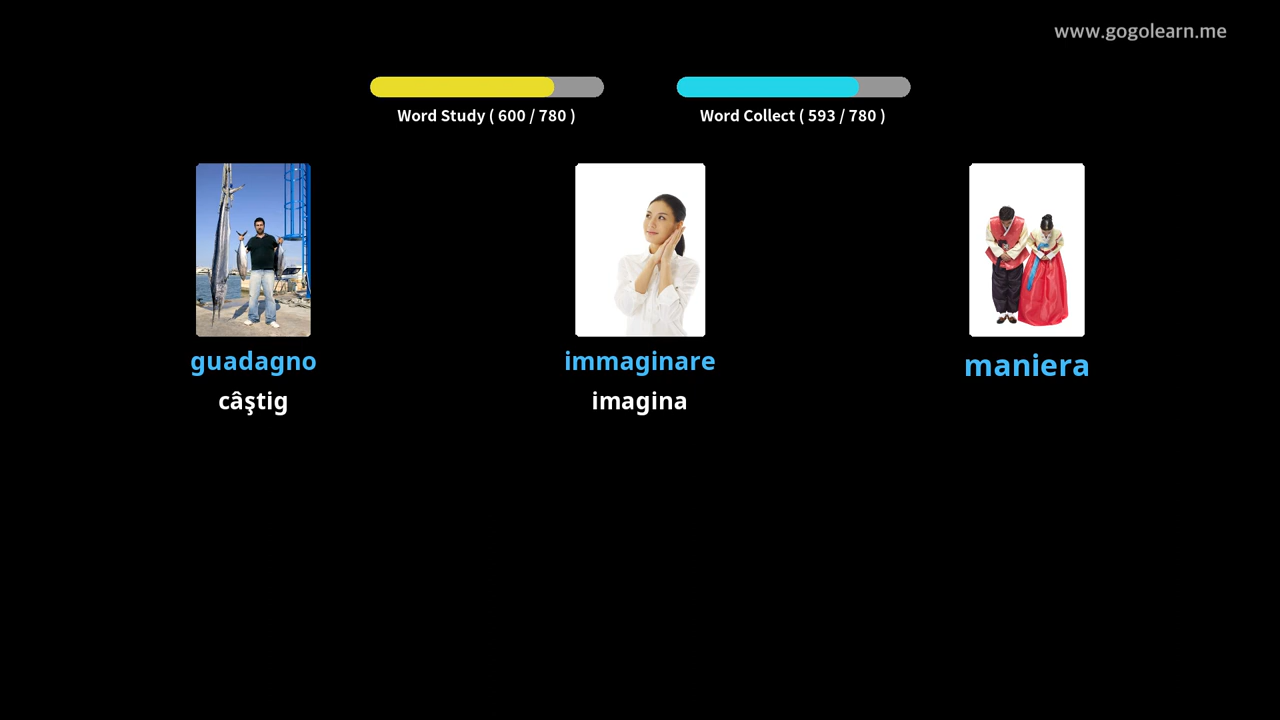 www.gogolearn.me
Word Study ( 600 / 780 )
Word Collect ( 593 / 780 )
guadagno
immaginare
maniera
câştig
imagina